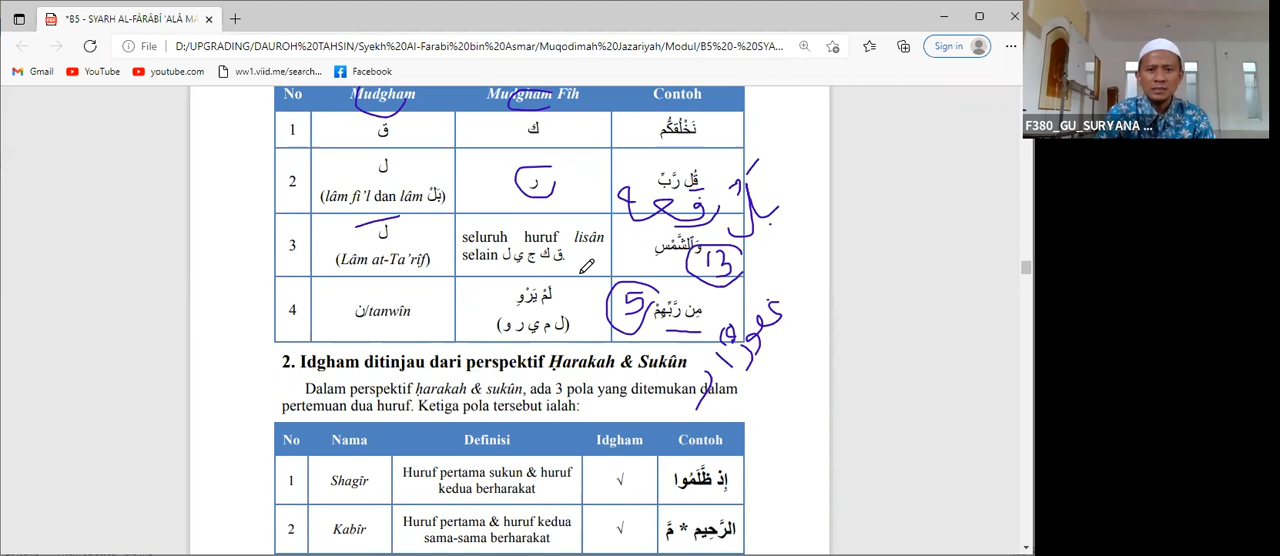 *B5 - SYARH AL-FÂRÂBÎ 'ALÂ MA
File
D:/UPGRADING/DAUROH%20TAHSIN/Syekh%20Al-Farabi%20bin%20Asmar/Muqodimah%20Jazariyah/Modul/B5%20-%20SYA...
Sign in
Gmail YouTube youtube.com ww1.viid.me/search... Facebook
F380_GU_SURYANA ...
No Mudgham Mudgham Fîh Contoh
1 ق ك نَخْلُقكُّم
2 ل ر قُل رَّبِّ
(lâm fi'l dan lâm بَلْ)
3 ل seluruh huruf lisân وَٱلشَّمْسِ
(Lâm at-Ta'rîf) selain ق ك ج ي ل.
13
4 ن/tanwîn لَمْ يَرْوِ مِن رَّبِّهِمْ
(ل م ي ر و)
5
2. Idgham ditinjau dari perspektif Ḥarakah & Sukûn
Dalam perspektif ḥarakah & sukûn, ada 3 pola yang ditemukan dalam
pertemuan dua huruf. Ketiga pola tersebut ialah:
No Nama Definisi Idgham Contoh
1 Shagîr Huruf pertama sukun & huruf √ إِذ ظَّلَمُوا
kedua berharakat
2 Kabîr Huruf pertama & huruf kedua √ الرَّحِيم * مَّ
sama-sama berharakat